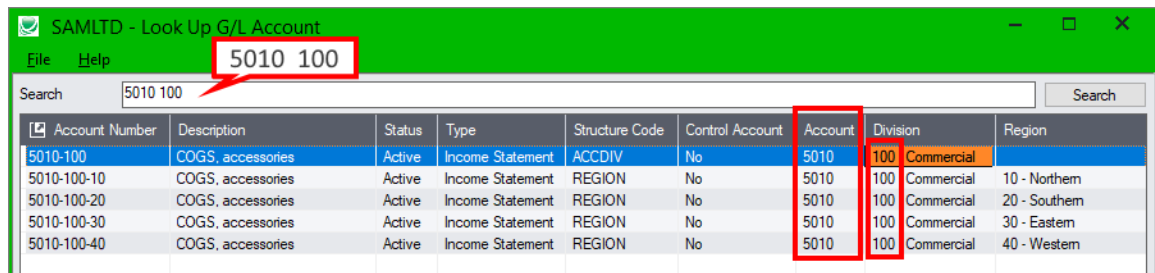 SAMLTD - Look Up G/L Account
File Help
5010 100
Search 5010 100 Search
Account Number Description Status Type Structure Code Control Account Account Division Region
5010-100 COGS, accessories Active Income Statement ACCDIV No 5010 100 Commercial
5010-100-10 COGS, accessories Active Income Statement REGION No 5010 100 Commercial 10 - Northern
5010-100-20 COGS, accessories Active Income Statement REGION No 5010 100 Commercial 20 - Southern
5010-100-30 COGS, accessories Active Income Statement REGION No 5010 100 Commercial 30 - Eastern
5010-100-40 COGS, accessories Active Income Statement REGION No 5010 100 Commercial 40 - Western